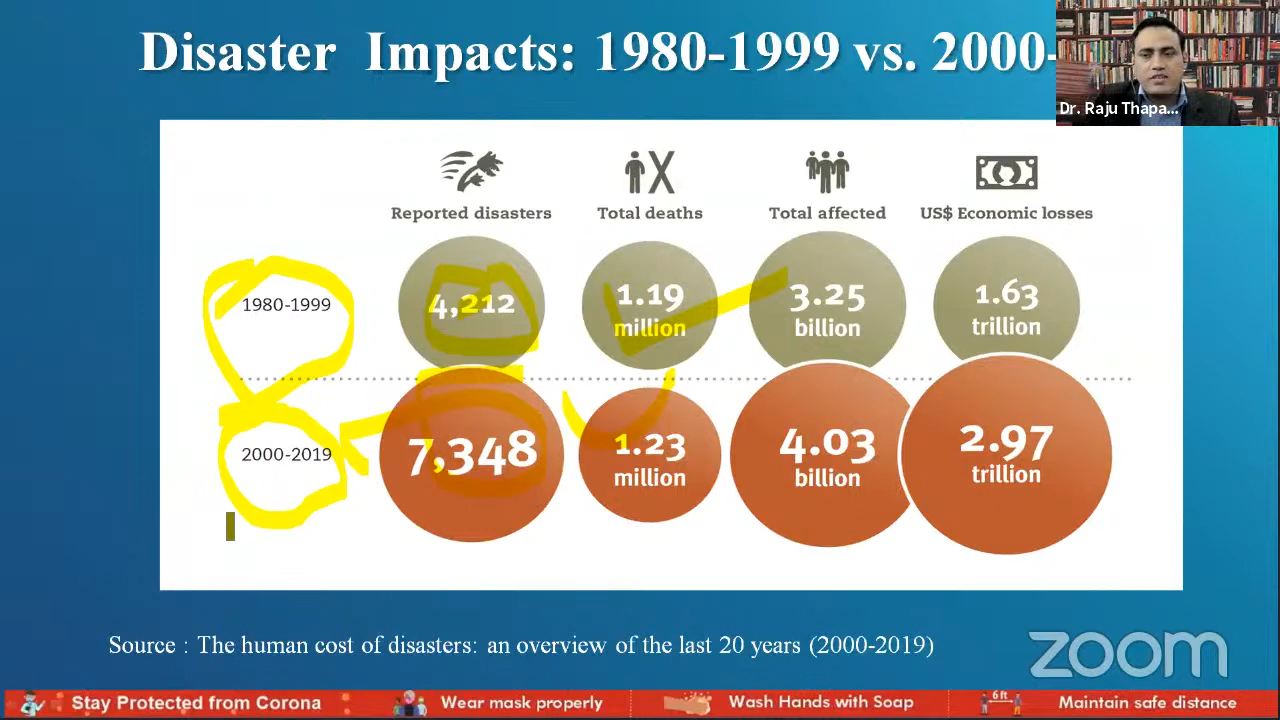 Disaster Impacts: 1980-1999 vs. 2000-
Dr. Raju Thapa...
Reported disasters Total deaths Total affected US$ Economic losses
1980-1999 4,212 1.19 million 3.25 billion 1.63 trillion
2000-2019 7,348 1.23 million 4.03 billion 2.97 trillion
Source : The human cost of disasters: an overview of the last 20 years (2000-2019)
zoom
Stay Protected from Corona Wear mask properly Wash Hands with Soap 6 ft Maintain safe distance